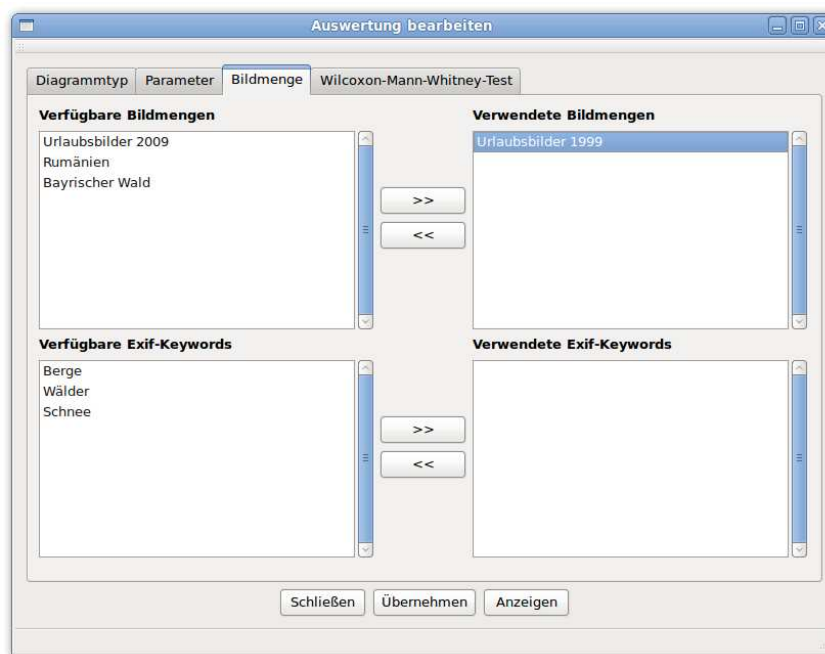 Auswertung bearbeiten
Diagrammtyp Parameter Bildmenge Wilcoxon-Mann-Whitney-Test
Verfügbare Bildmengen
Urlaubsbilder 2009
Rumänien
Bayrischer Wald
>>
<<
Verwendete Bildmengen
Urlaubsbilder 1999
Verfügbare Exif-Keywords
Berge
Wälder
Schnee
>>
<<
Verwendete Exif-Keywords
Schließen Übernehmen Anzeigen